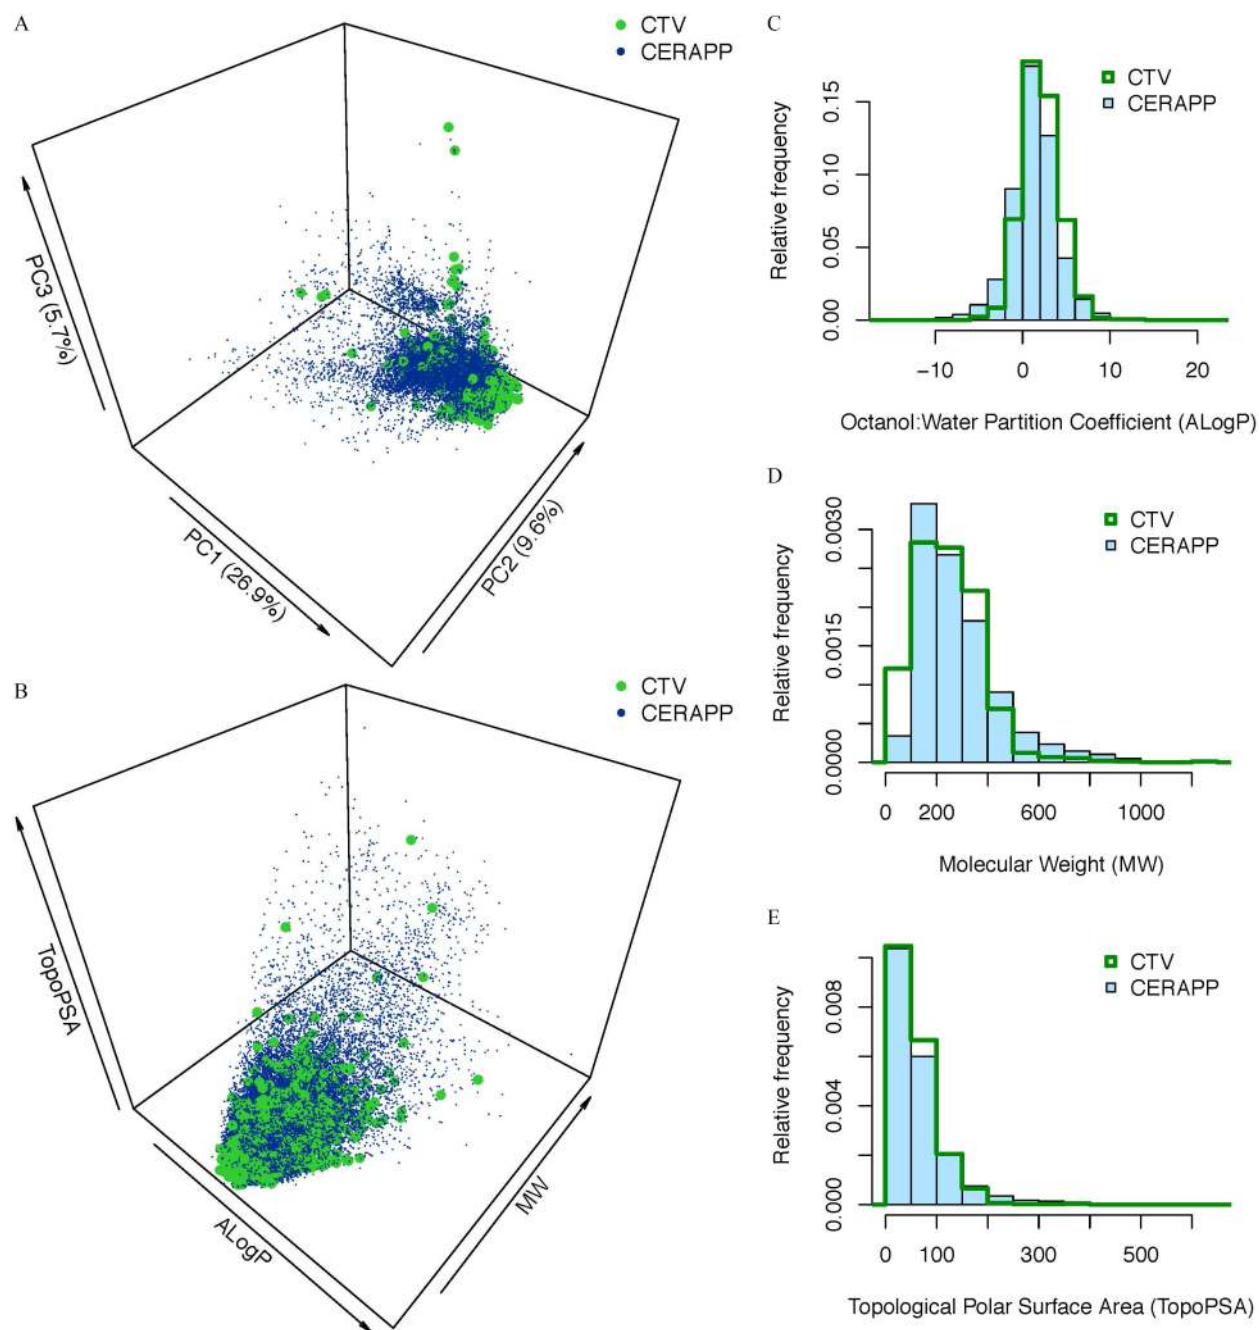 A
CTV
CERAPP
PC3 (5.7%)
PC1 (26.9%)
PC2 (9.6%)
B
CTV
CERAPP
TopoPSA
ALogP
MW
C
CTV
CERAPP
Relative frequency
0.15
0.10
0.05
0.00
−10 0 10 20
Octanol:Water Partition Coefficient (ALogP)
D
CTV
CERAPP
Relative frequency
0.0030
0.0015
0.0000
0 200 600 1000
Molecular Weight (MW)
E
CTV
CERAPP
Relative frequency
0.008
0.004
0.000
0 100 300 500
Topological Polar Surface Area (TopoPSA)